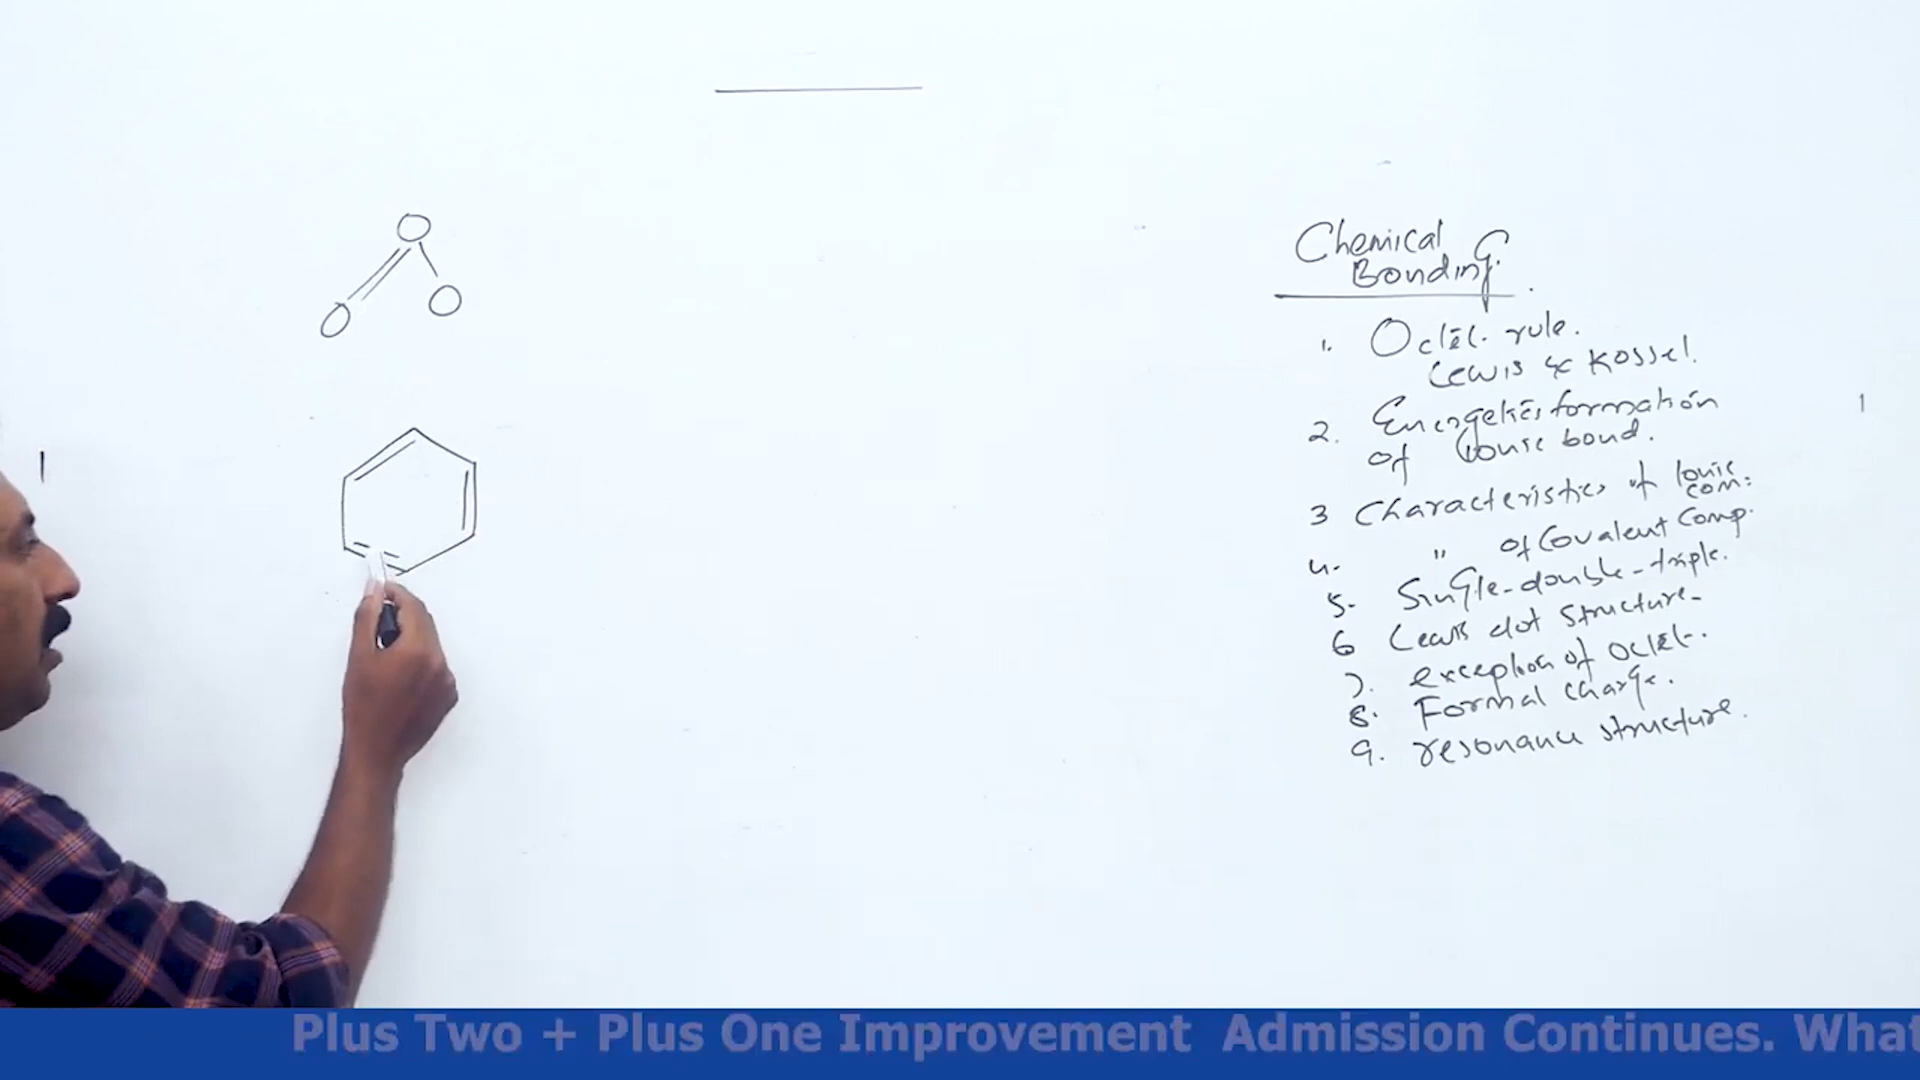 O
O
O
Chemical
Bonding.
1. Octet. rule.
Lewis & Kossel.
2. Energetics formation
of Ionic bond.
3 Characteristics of Ionic
com:
4. " of Covalent Comp.
5. Single-double-triple.
6 Lewis dot structure-
7. exception of Octet-.
8. Formal charge.
9. resonance structure.
Plus Two + Plus One Improvement Admission Continues. What